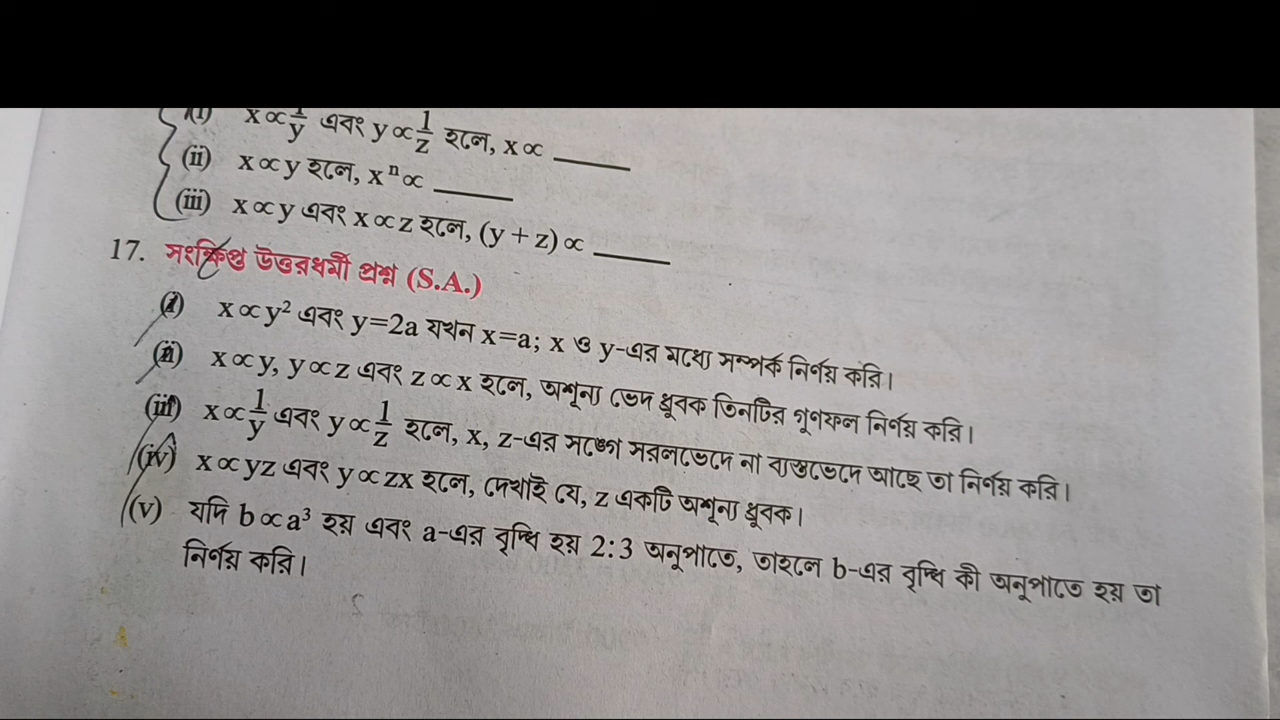 (i) x∝1/y এবং y∝1/z হলে, x∝ ____
(ii) x∝y হলে, xⁿ∝ ____
(iii) x∝y এবং x∝z হলে, (y + z)∝ ____
17. সংক্ষিপ্ত উত্তরধর্মী প্রশ্ন (S.A.)
(i) x∝y² এবং y=2a যখন x=a; x ও y-এর মধ্যে সম্পর্ক নির্ণয় করি।
(ii) x∝y, y∝z এবং z∝x হলে, অশূন্য ভেদ ধ্রুবক তিনটির গুণফল নির্ণয় করি।
(iii) x∝1/y এবং y∝1/z হলে, x, z-এর সঙ্গে সরলভেদে না ব্যস্তভেদে আছে তা নির্ণয় করি।
(iv) x∝yz এবং y∝zx হলে, দেখাই যে, z একটি অশূন্য ধ্রুবক।
(v) যদি b∝a³ হয় এবং a-এর বৃদ্ধি হয় 2:3 অনুপাতে, তাহলে b-এর বৃদ্ধি কী অনুপাতে হয় তা
নির্ণয় করি।